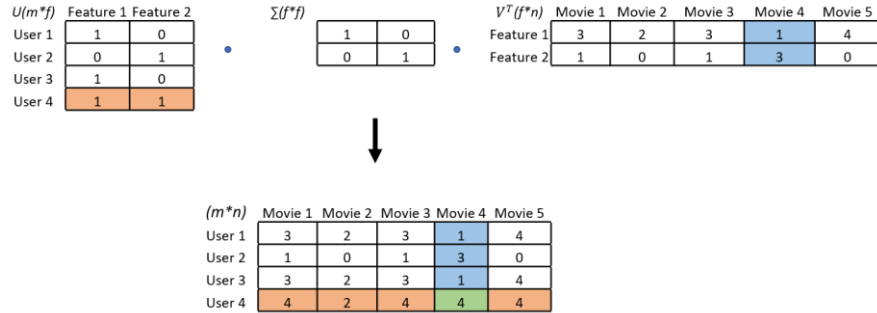 U(m*f) Feature 1 Feature 2 Σ(f*f) Vᵀ(f*n) Movie 1 Movie 2 Movie 3 Movie 4 Movie 5
User 1 1 0 1 0 Feature 1 3 2 3 1 4
User 2 0 1 0 1 Feature 2 1 0 1 3 0
User 3 1 0
User 4 1 1
(m*n) Movie 1 Movie 2 Movie 3 Movie 4 Movie 5
User 1 3 2 3 1 4
User 2 1 0 1 3 0
User 3 3 2 3 1 4
User 4 4 2 4 4 4